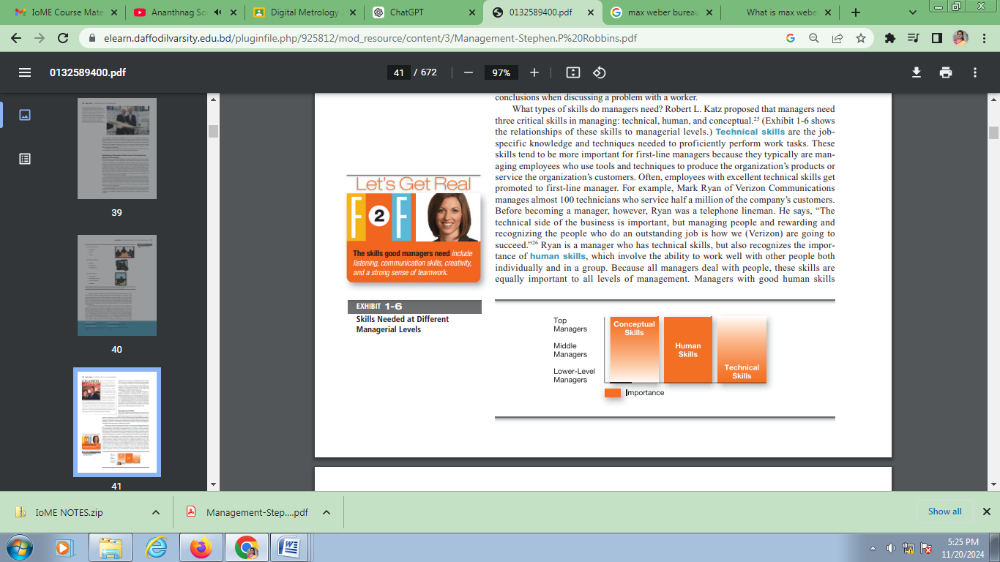 IoME Course Mate
Ananthnag So
Digital Metrology
ChatGPT
0132589400.pdf
max weber bureau
What is max webe
elearn.daffodilvarsity.edu.bd/pluginfile.php/925812/mod_resource/content/3/Management-Stephen.P%20Robbins.pdf
0132589400.pdf
41 / 672
97%
39
40
41
conclusions when discussing a problem with a worker.
What types of skills do managers need? Robert L. Katz proposed that managers need
three critical skills in managing: technical, human, and conceptual.25 (Exhibit 1-6 shows
the relationships of these skills to managerial levels.) Technical skills are the job-
specific knowledge and techniques needed to proficiently perform work tasks. These
skills tend to be more important for first-line managers because they typically are man-
aging employees who use tools and techniques to produce the organization's products or
service the organization's customers. Often, employees with excellent technical skills get
promoted to first-line manager. For example, Mark Ryan of Verizon Communications
manages almost 100 technicians who service half a million of the company's customers.
Before becoming a manager, however, Ryan was a telephone lineman. He says, “The
technical side of the business is important, but managing people and rewarding and
recognizing the people who do an outstanding job is how we (Verizon) are going to
succeed.”26 Ryan is a manager who has technical skills, but also recognizes the impor-
tance of human skills, which involve the ability to work well with other people both
individually and in a group. Because all managers deal with people, these skills are
equally important to all levels of management. Managers with good human skills
Let's Get Real
F 2 F
The skills good managers need include
listening, communication skills, creativity,
and a strong sense of teamwork.
EXHIBIT 1-6
Skills Needed at Different
Managerial Levels
Top
Managers
Middle
Managers
Lower-Level
Managers
Conceptual
Skills
Human
Skills
Technical
Skills
Importance
IoME NOTES.zip
Management-Step....pdf
Show all
5:25 PM
11/20/2024